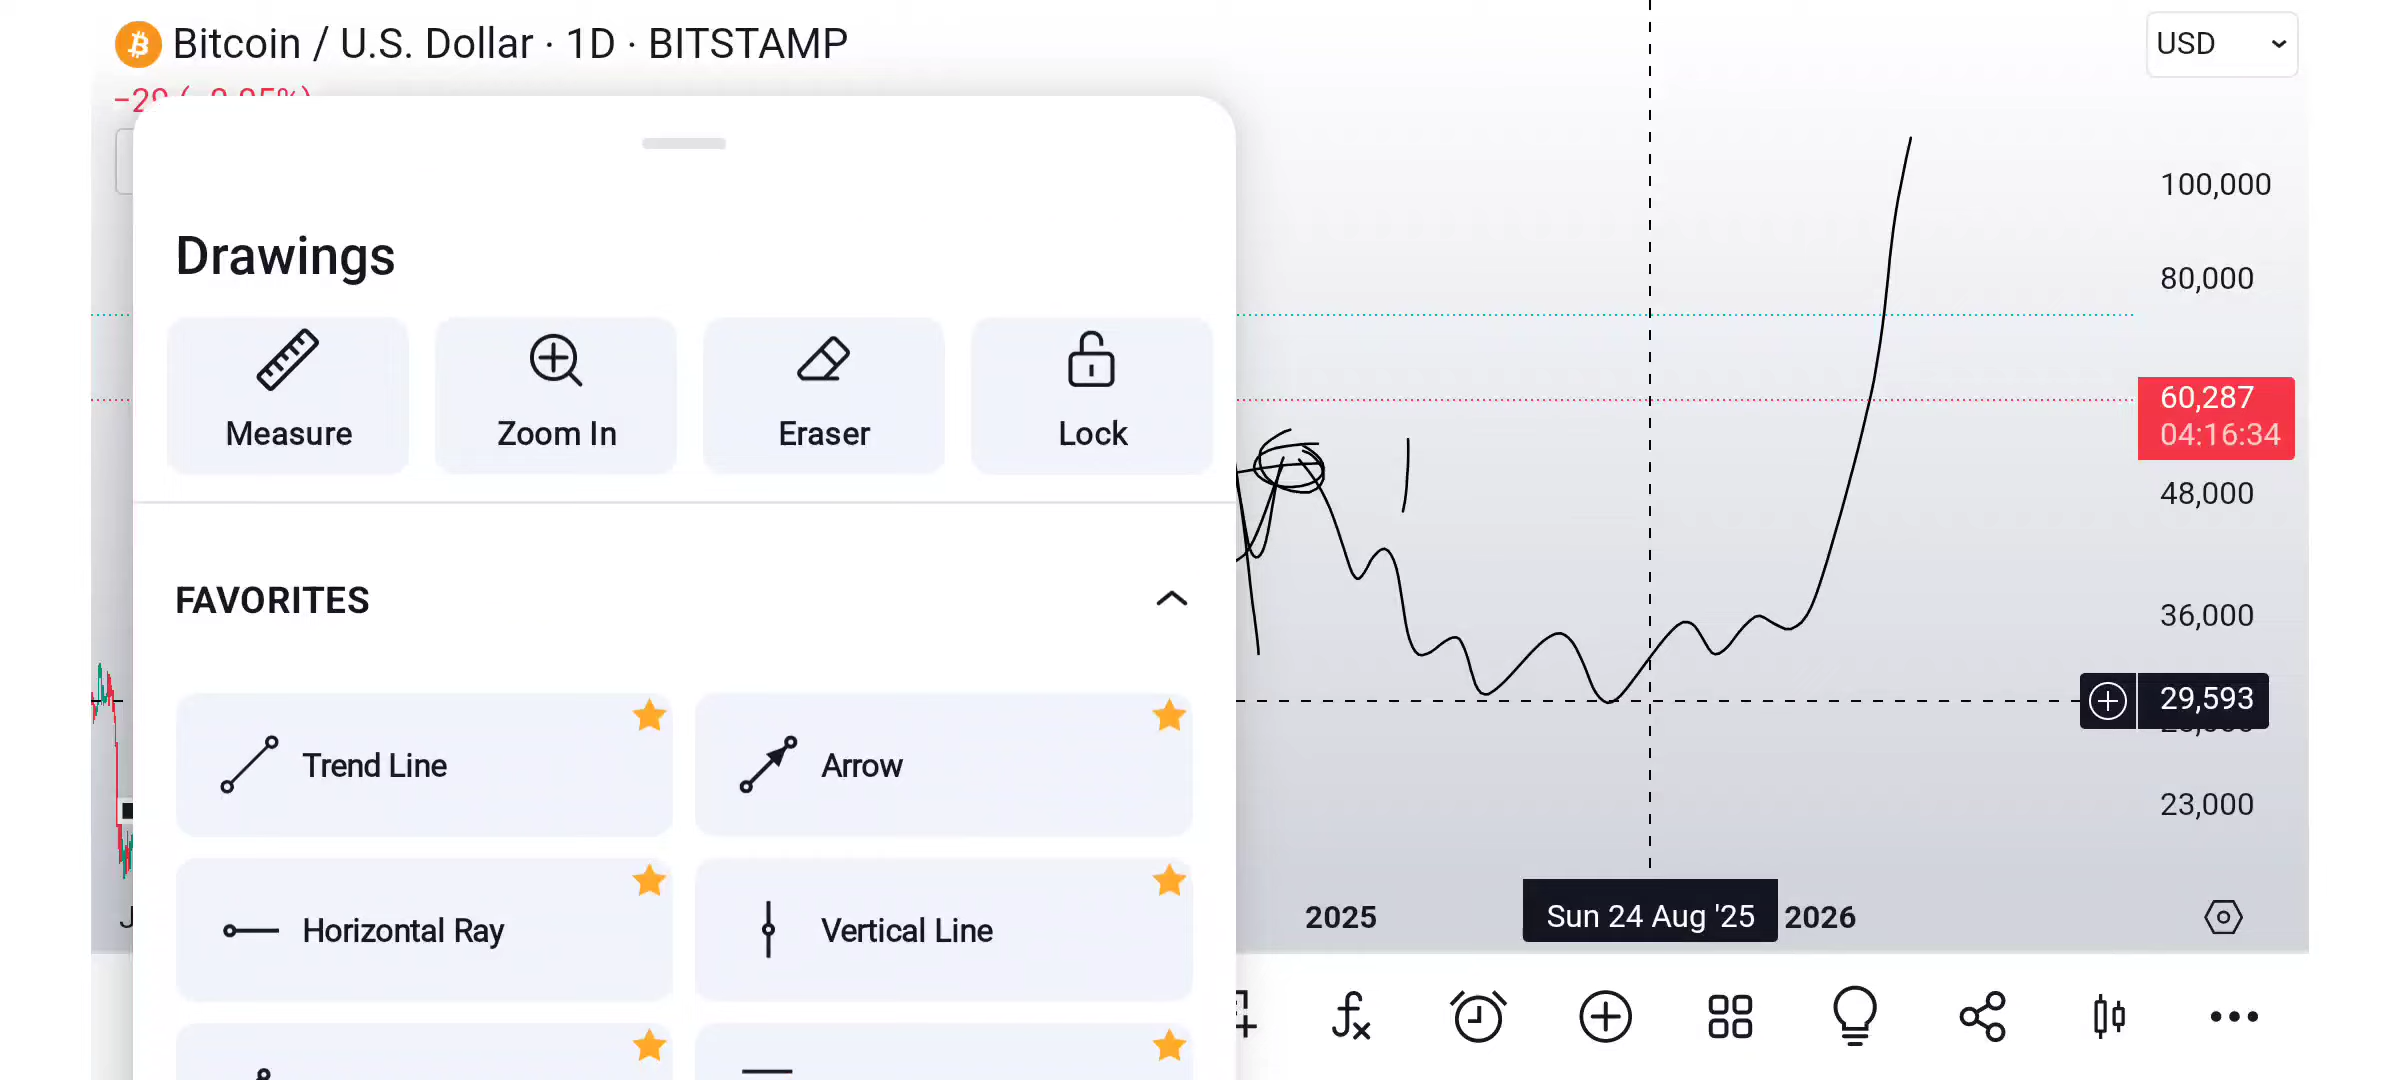 Bitcoin / U.S. Dollar · 1D · BITSTAMP
USD
Drawings
Measure
Zoom In
Eraser
Lock
FAVORITES
Trend Line
Arrow
Horizontal Ray
Vertical Line
100,000
80,000
60,287
04:16:34
48,000
36,000
29,593
23,000
2025
Sun 24 Aug '25
2026